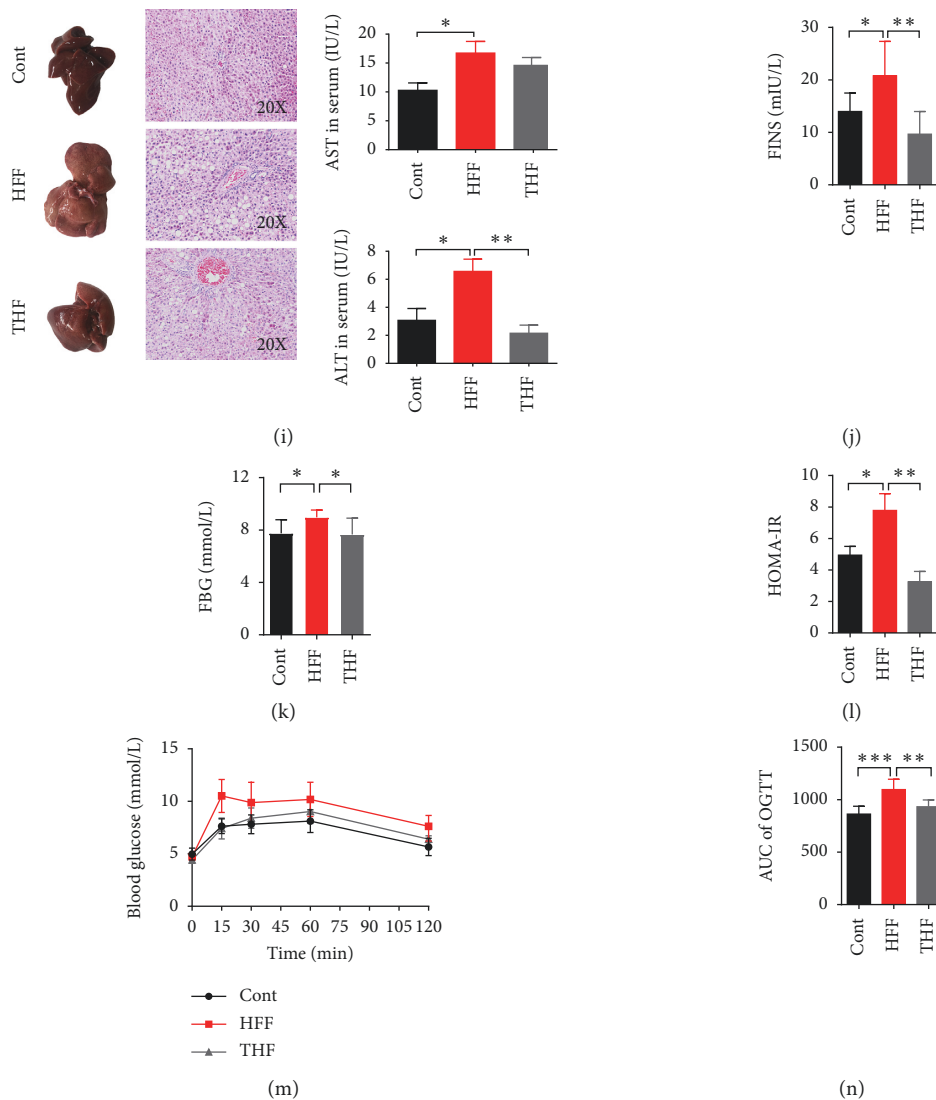 Cont
20X
HFF
20X
THF
20X
AST in serum (IU/L)
20
15
10
5
0
*
Cont
HFF
THF
ALT in serum (IU/L)
8
6
4
2
0
*
**
Cont
HFF
THF
(i)
FINS (mIU/L)
30
20
10
0
*
**
Cont
HFF
THF
(j)
FBG (mmol/L)
12
8
4
0
*
*
Cont
HFF
THF
(k)
HOMA-IR
10
8
6
4
2
0
*
**
Cont
HFF
THF
(l)
Blood glucose (mmol/L)
15
10
5
0
0 15 30 45 60 75 90 105 120
Time (min)
Cont
HFF
THF
(m)
AUC of OGTT
1500
1000
500
0
***
**
Cont
HFF
THF
(n)